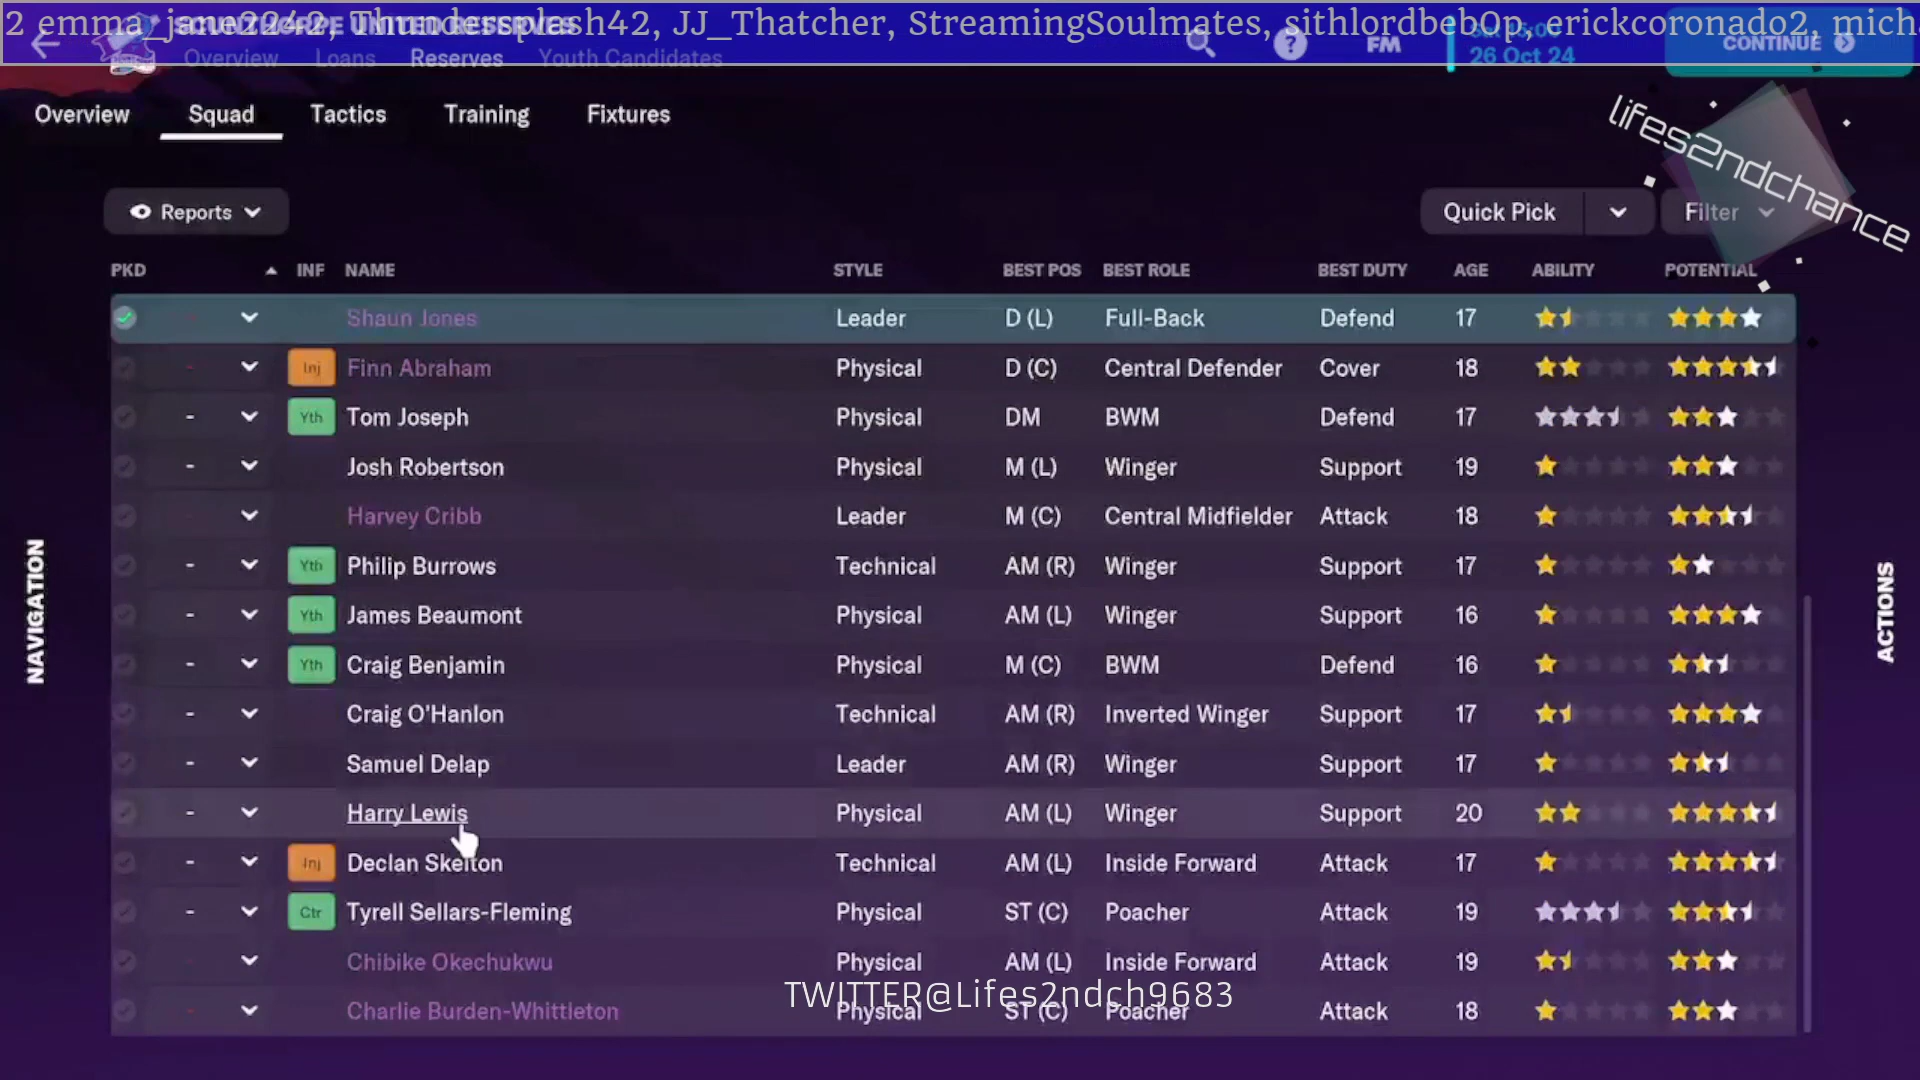 2 emma_jane2242, Thundersplash42, JJ_Thatcher, StreamingSoulmates, sithlordbeb0p, erickcoronado2, mich
SCUNTHORPE UNITED RESERVES
Overview Loans Reserves Youth Candidates
FM
26 Oct 24
CONTINUE
Overview Squad Tactics Training Fixtures
lifes2ndchance
Reports
Quick Pick
Filter
PKD INF NAME STYLE BEST POS BEST ROLE BEST DUTY AGE ABILITY POTENTIAL
Shaun Jones Leader D (L) Full-Back Defend 17
Inj Finn Abraham Physical D (C) Central Defender Cover 18
Yth Tom Joseph Physical DM BWM Defend 17
Josh Robertson Physical M (L) Winger Support 19
Harvey Cribb Leader M (C) Central Midfielder Attack 18
Yth Philip Burrows Technical AM (R) Winger Support 17
Yth James Beaumont Physical AM (L) Winger Support 16
Yth Craig Benjamin Physical M (C) BWM Defend 16
Craig O'Hanlon Technical AM (R) Inverted Winger Support 17
Samuel Delap Leader AM (R) Winger Support 17
Harry Lewis Physical AM (L) Winger Support 20
Inj Declan Skelton Technical AM (L) Inside Forward Attack 17
Ctr Tyrell Sellars-Fleming Physical ST (C) Poacher Attack 19
Chibike Okechukwu Physical AM (L) Inside Forward Attack 19
TWITTER@Lifes2ndch9683
Charlie Burden-Whittleton Physical ST (C) Poacher Attack 18
NAVIGATION
ACTIONS